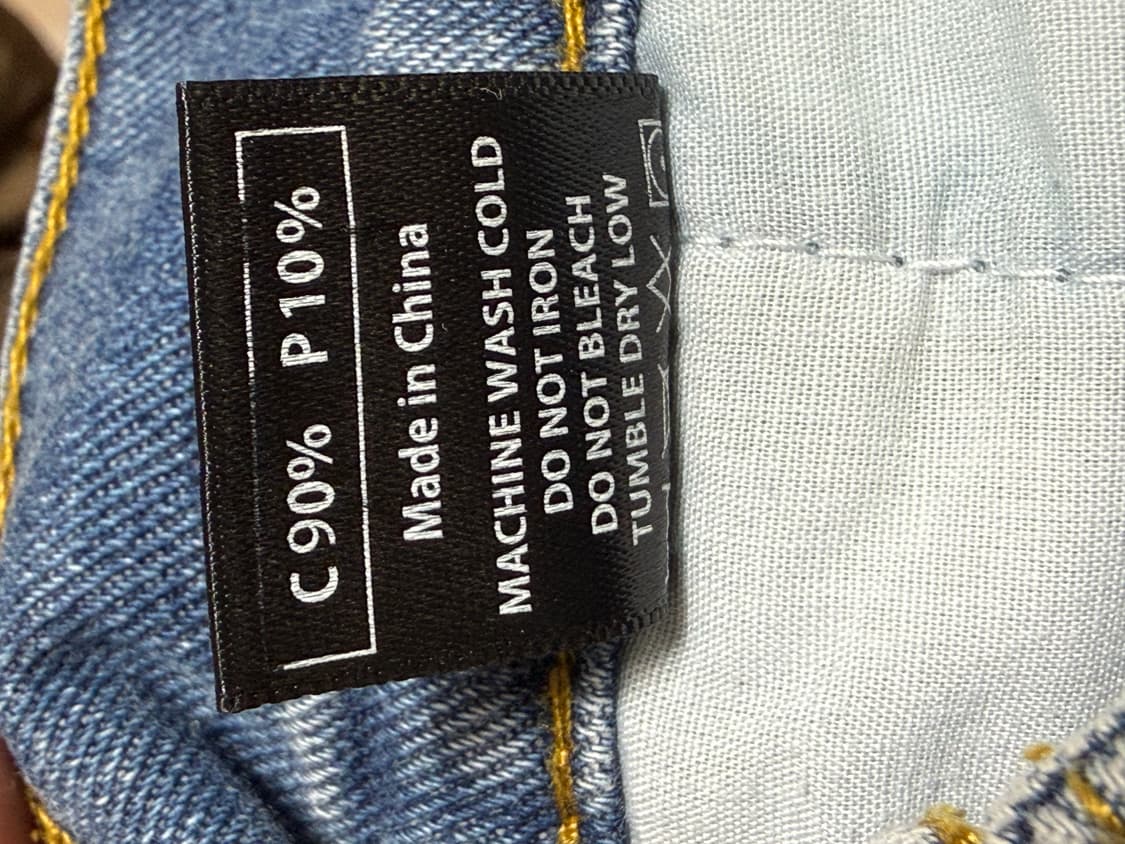 C 90% P 10%
Made in China
MACHINE WASH COLD
DO NOT IRON
DO NOT BLEACH
TUMBLE DRY LOW